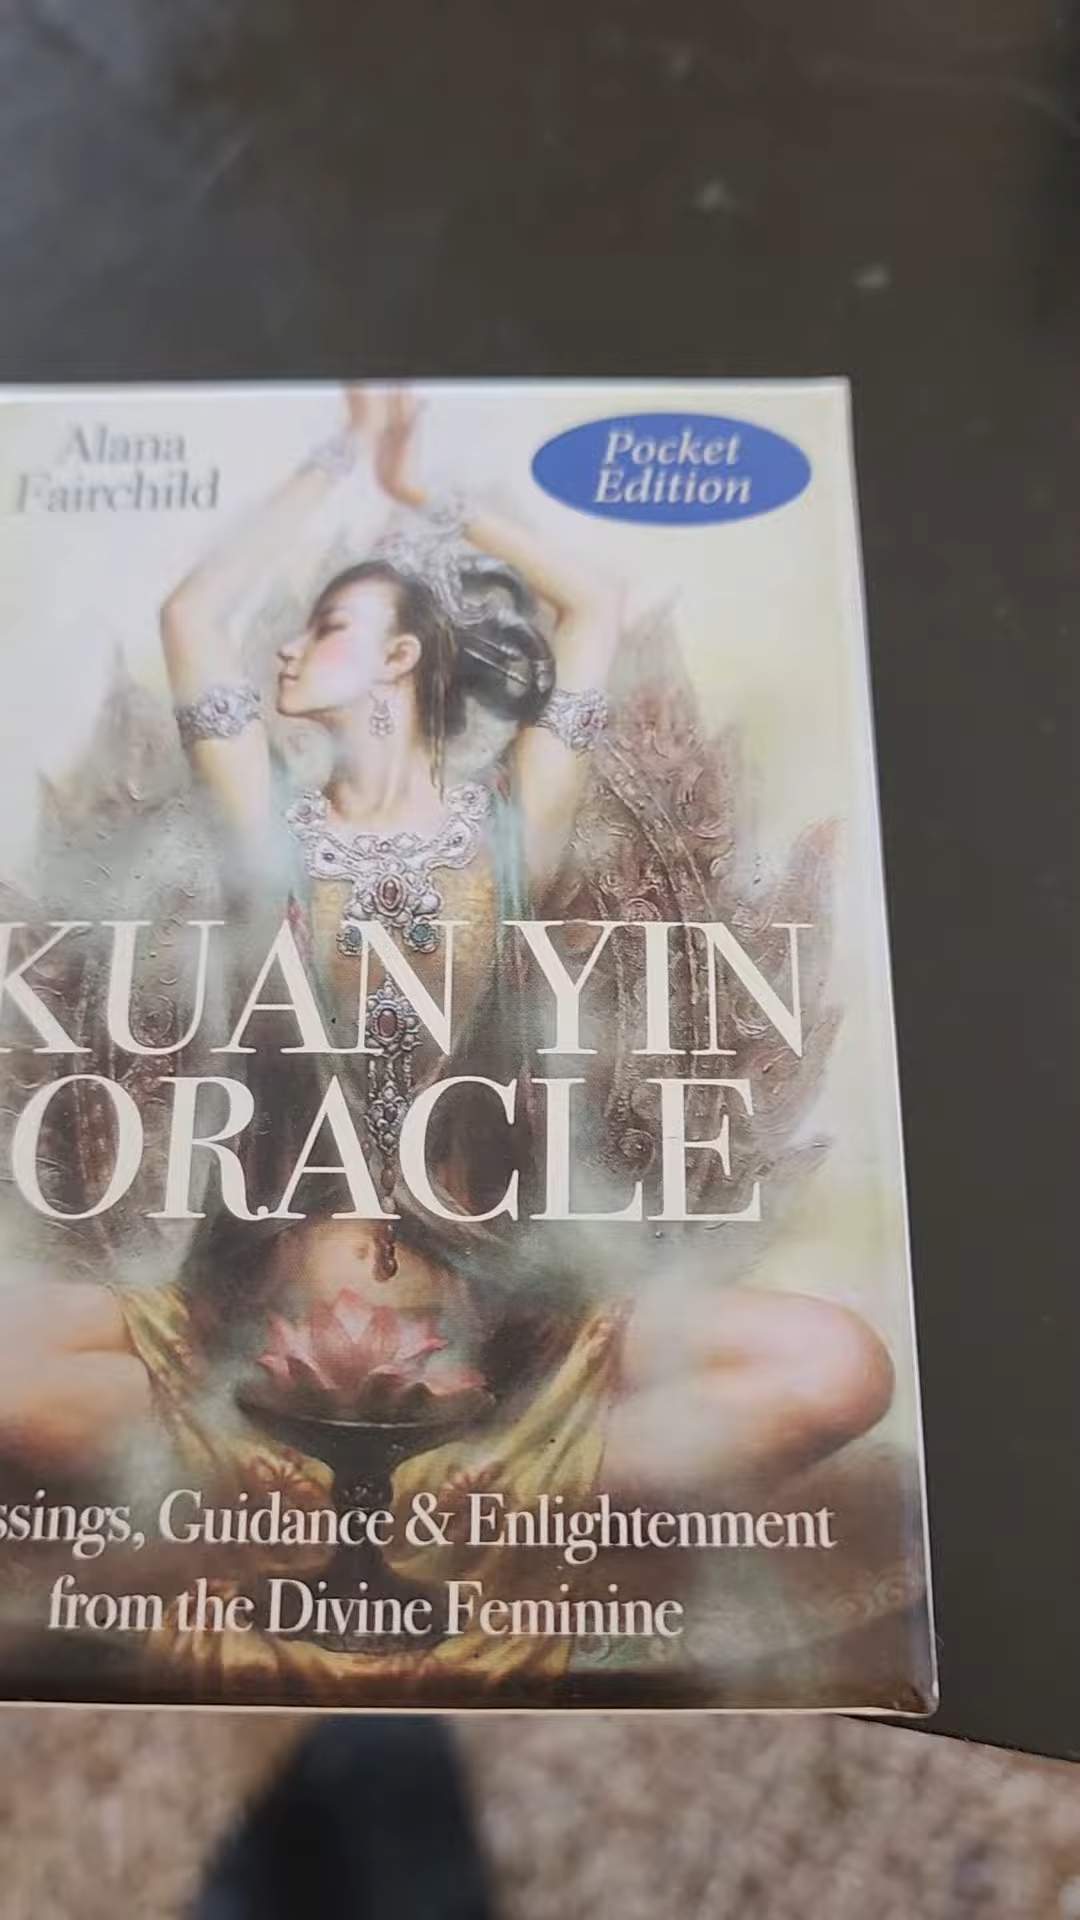 Alana
Fairchild
Pocket
Edition
KUAN YIN
ORACLE
ssings, Guidance & Enlightenment
from the Divine Feminine